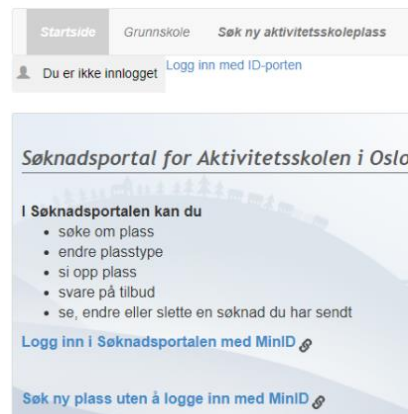 Startside Grunnskole Søk ny aktivitetsskoleplass
Du er ikke innlogget Logg inn med ID-porten
Søknadsportal for Aktivitetsskolen i Oslo
I Søknadsportalen kan du
• søke om plass
• endre plasstype
• si opp plass
• svare på tilbud
• se, endre eller slette en søknad du har sendt
Logg inn i Søknadsportalen med MinID
Søk ny plass uten å logge inn med MinID